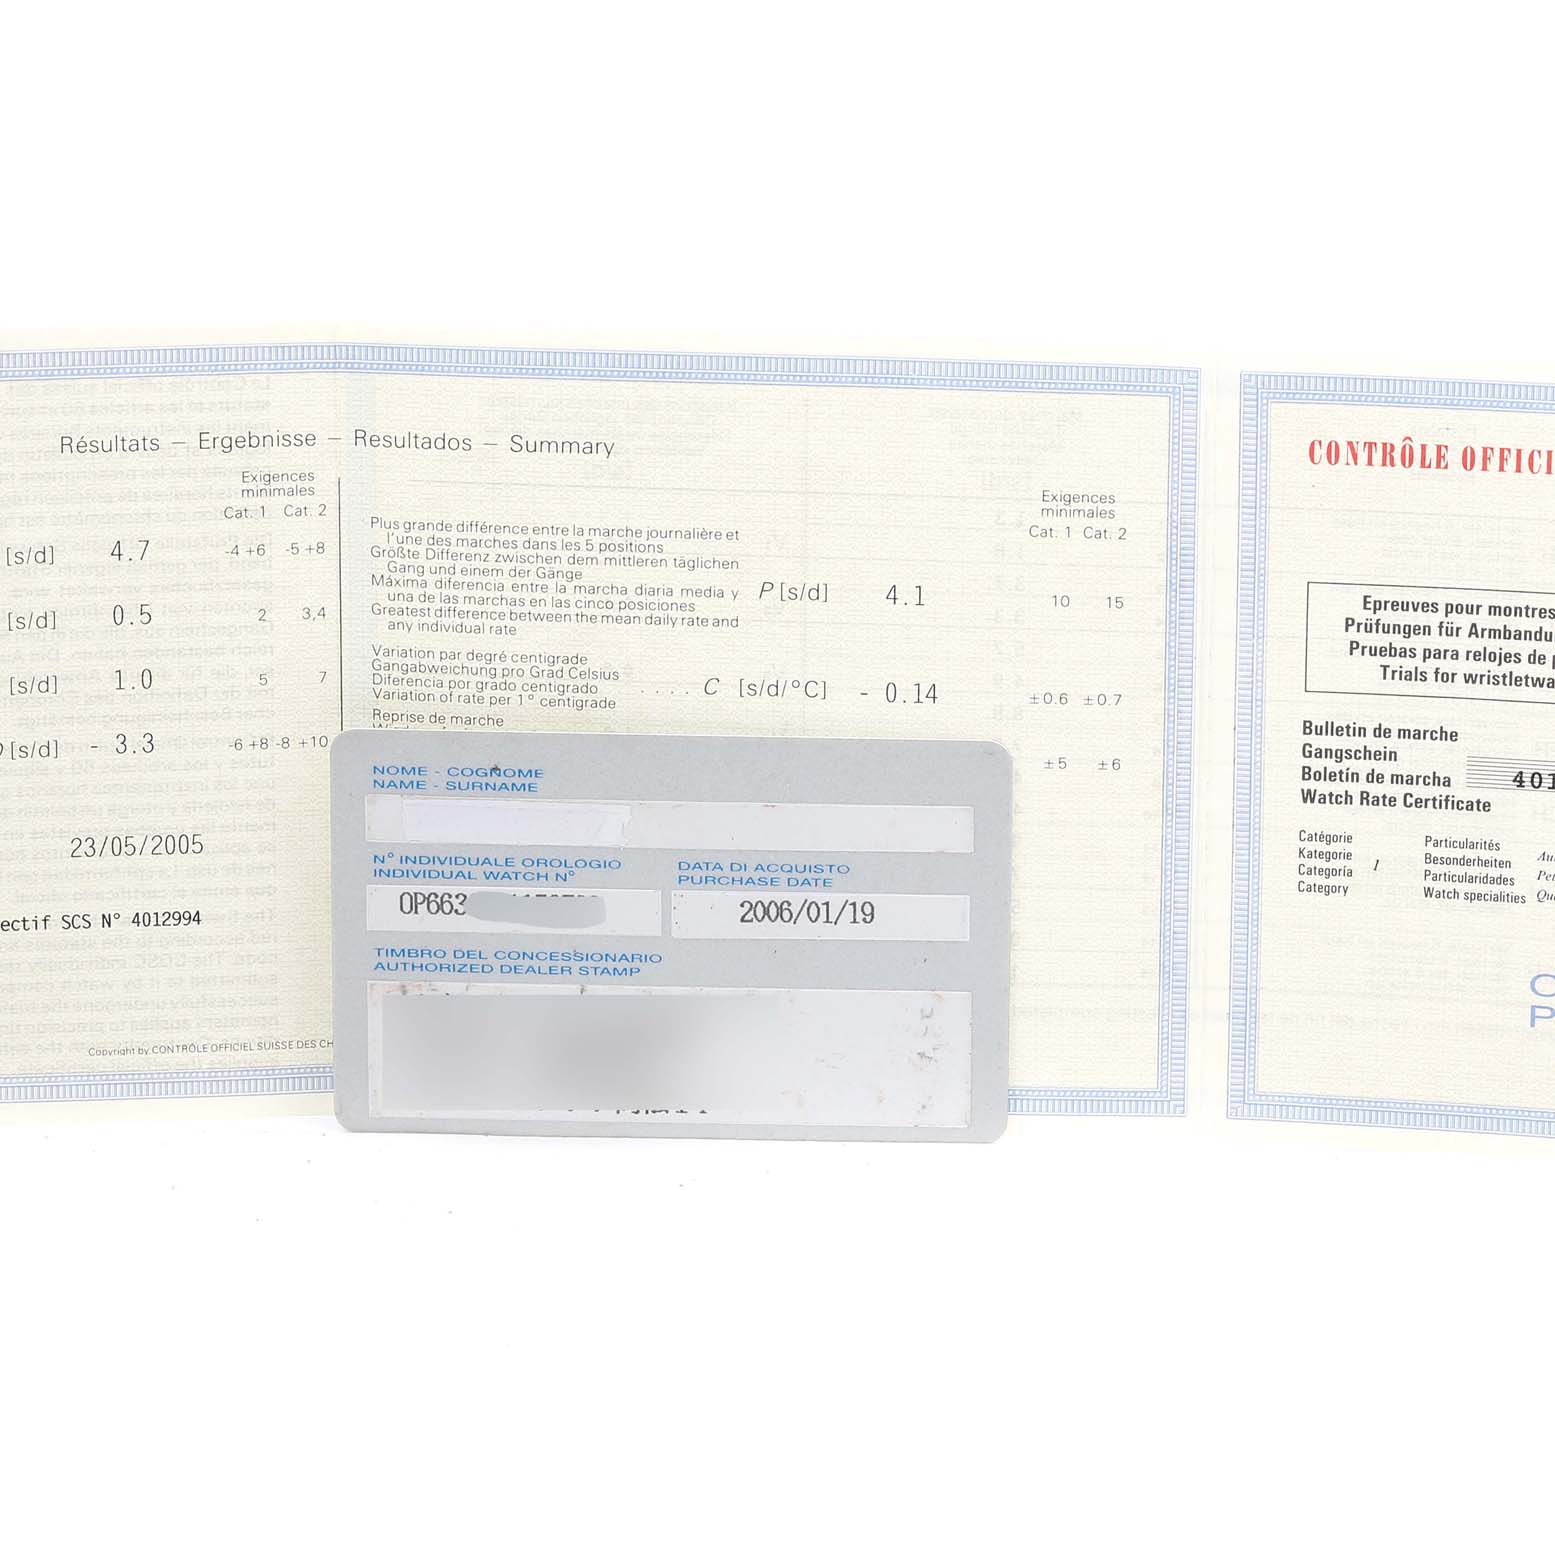 Résultats – Ergebnisse – Resultados – Summary
Exigences
minimales
Cat. 1 Cat. 2
[s/d] 4.7 -4 +6 -5 +8
[s/d] 0.5 2 3,4
[s/d] 1.0 5 7
[s/d] - 3.3 -6 +8 -8 +10
23/05/2005
ectif SCS N° 4012994
Copyright by CONTRÔLE OFFICIEL SUISSE DES CH
Exigences
minimales
Cat. 1 Cat. 2
Plus grande différence entre la marche journalière et
l'une des marches dans les 5 positions
Größte Differenz zwischen dem mittleren täglichen
Gang und einem der Gänge
Máxima diferencia entre la marcha diaria media y
una de las marchas en las cinco posiciones
Greatest difference between the mean daily rate and
any individual rate
P [s/d] 4.1 10 15
Variation par degré centigrade
Gangabweichung pro Grad Celsius
Diferencia por grado centigrado
Variation of rate per 1° centigrade
.... C [s/d/°C] - 0.14 ±0.6 ±0.7
Reprise de marche
±5 ±6
NOME - COGNOME
NAME - SURNAME
N° INDIVIDUALE OROLOGIO
INDIVIDUAL WATCH N°
OP663
DATA DI ACQUISTO
PURCHASE DATE
2006/01/19
TIMBRO DEL CONCESSIONARIO
AUTHORIZED DEALER STAMP
CONTRÔLE OFFICI
Epreuves pour montres
Prüfungen für Armbandu
Pruebas para relojes de p
Trials for wristletwa
Bulletin de marche
Gangschein
Boletín de marcha
Watch Rate Certificate
401
Catégorie
Kategorie
Categoría
Category
1
Particularités
Besonderheiten
Particularidades
Watch specialities
Au
Pe
Qu